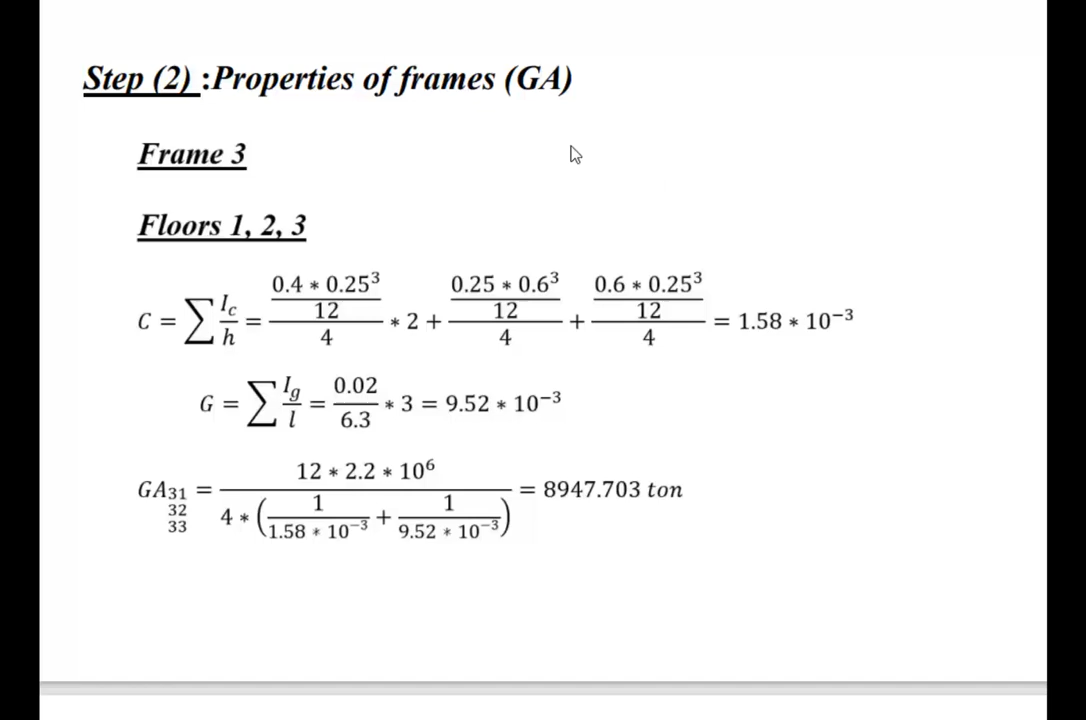 Step (2) :Properties of frames (GA)
Frame 3
Floors 1, 2, 3
C = ∑ I_c/h = ((0.4 * 0.25³)/12)/4 * 2 + ((0.25 * 0.6³)/12)/4 + ((0.6 * 0.25³)/12)/4 = 1.58 * 10⁻³
G = ∑ I_g/l = 0.02/6.3 * 3 = 9.52 * 10⁻³
GA₃₁ ₃₂ ₃₃ = (12 * 2.2 * 10⁶)/(4 * (1/(1.58 * 10⁻³) + 1/(9.52 * 10⁻³))) = 8947.703 ton